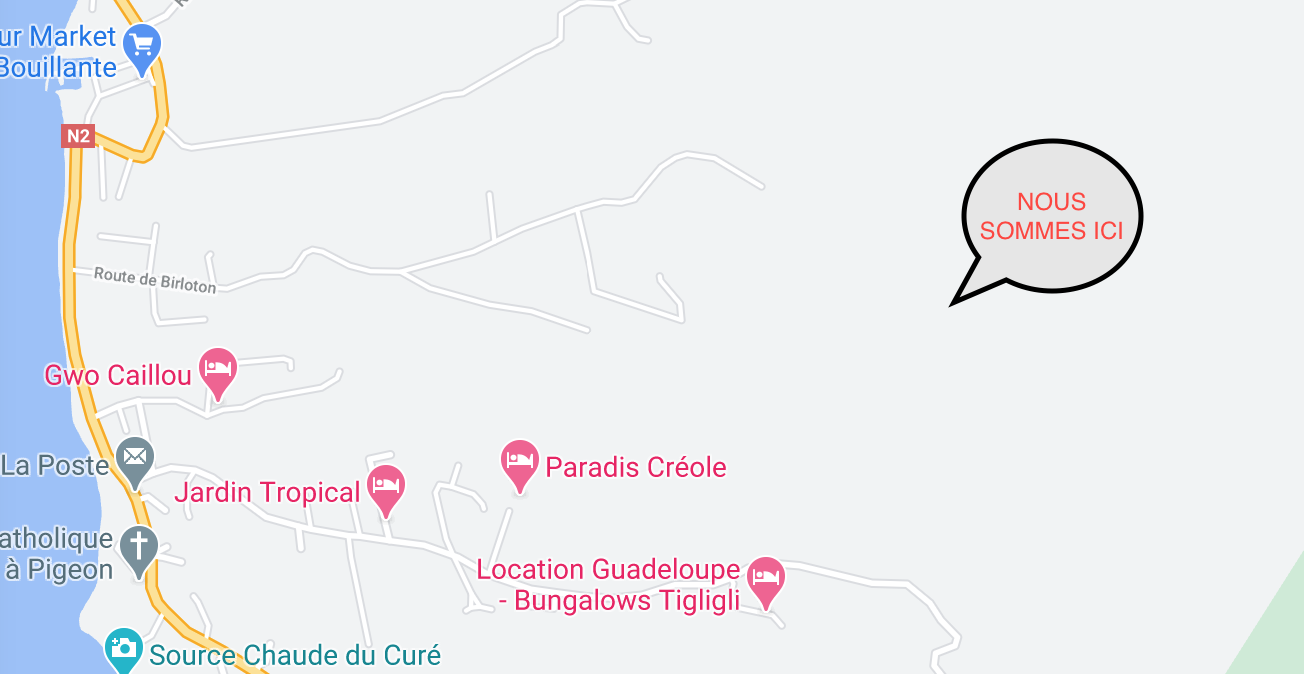 ur Market
Bouillante
N2
NOUS
SOMMES ICI
Route de Birloton
Gwo Caillou
La Poste
Paradis Créole
Jardin Tropical
atholique
à Pigeon
Location Guadeloupe
- Bungalows Tigligli
Source Chaude du Curé